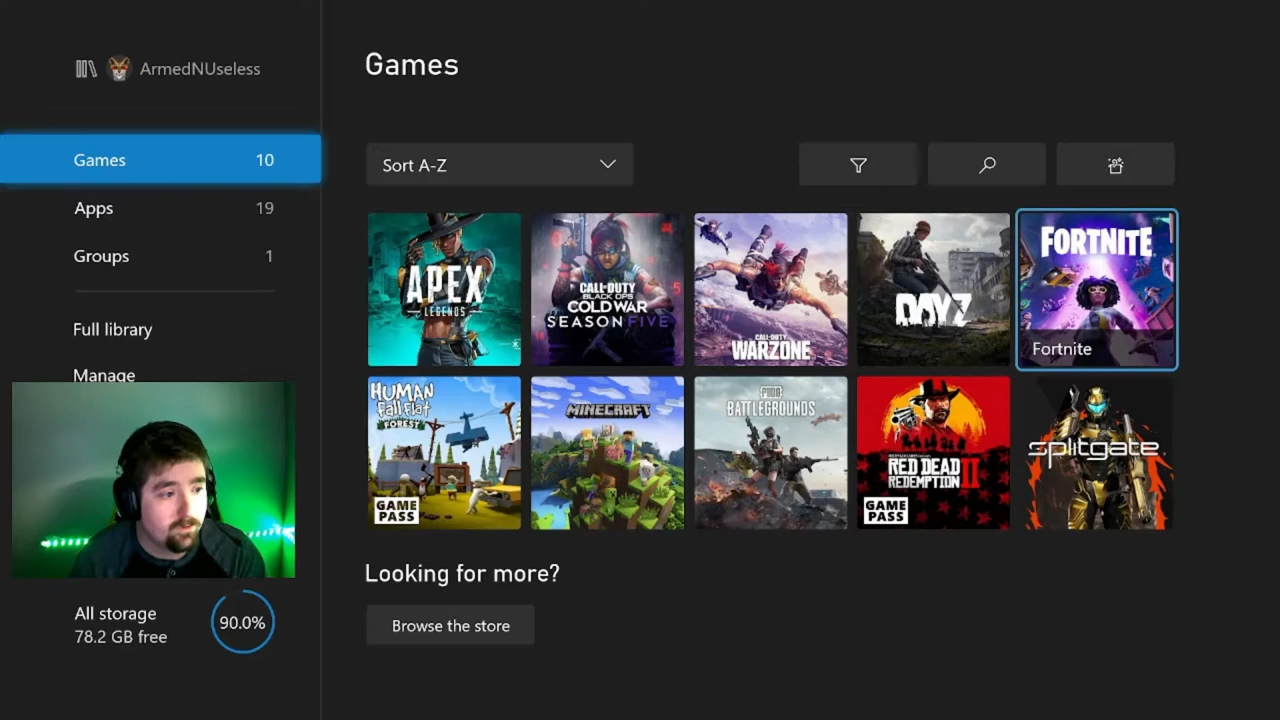 ArmedNUseless
Games
Games 10
Apps 19
Groups 1
Full library
Manage
All storage
78.2 GB free
90.0%
Sort A-Z
APEX
LEGENDS
CALL OF DUTY
BLACK OPS
COLD WAR
SEASON FIVE
CALL OF DUTY
WARZONE
DAYZ
FORTNITE
Fortnite
HUMAN
fall flat
FOREST
GAME
PASS
MINECRAFT
PUBG
BATTLEGROUNDS
RED DEAD
REDEMPTION II
GAME
PASS
splitgate
Looking for more?
Browse the store